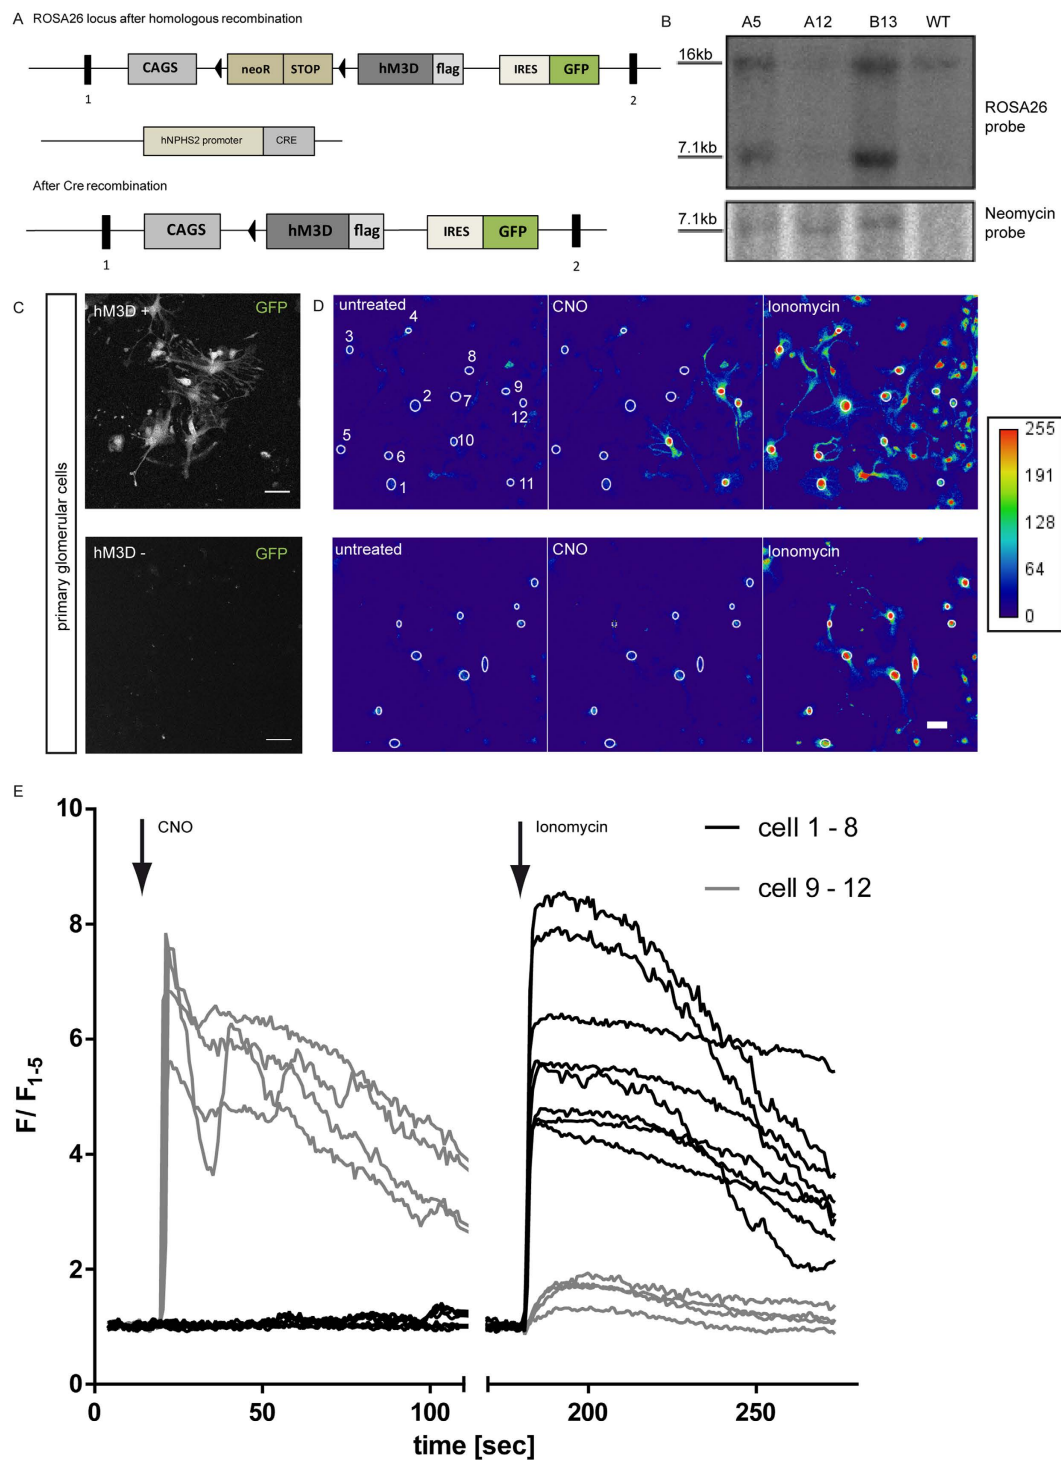 A
ROSA26 locus after homologous recombination
CAGS neoR STOP hM3D flag IRES GFP
1 2
hNPHS2 promoter CRE
After Cre recombination
CAGS hM3D flag IRES GFP
1 2
B
A5 A12 B13 WT
16kb
7.1kb
ROSA26
probe
7.1kb
Neomycin
probe
C
primary glomerular cells
hM3D + GFP
hM3D - GFP
D
untreated CNO Ionomycin
4
3
8
2
9
7
12
5
10
6
1
11
untreated CNO Ionomycin
255
191
128
64
0
E
CNO
Ionomycin
cell 1 - 8
cell 9 - 12
10
8
6
4
2
0
F/ F1-5
0 50 100 200 250
time [sec]